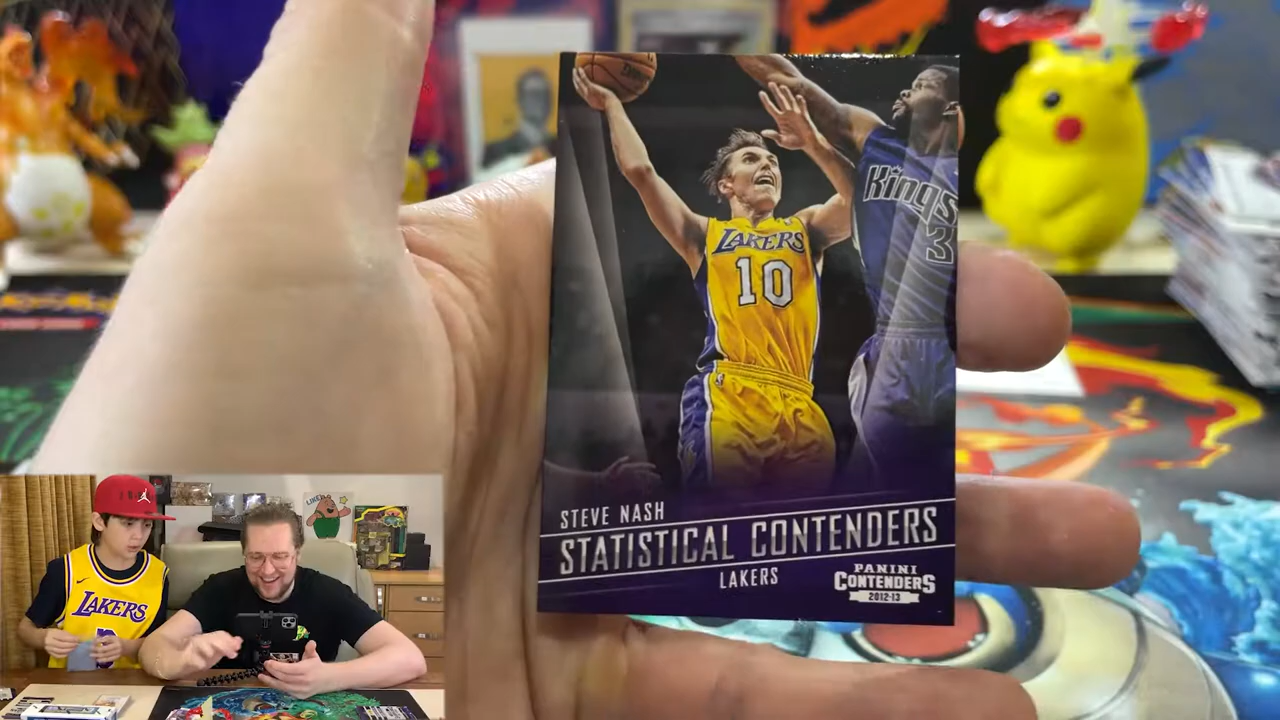 LAKERS
10
Kings
3
STEVE NASH
STATISTICAL CONTENDERS
LAKERS
PANINI
CONTENDERS
2012-13
LAKERS